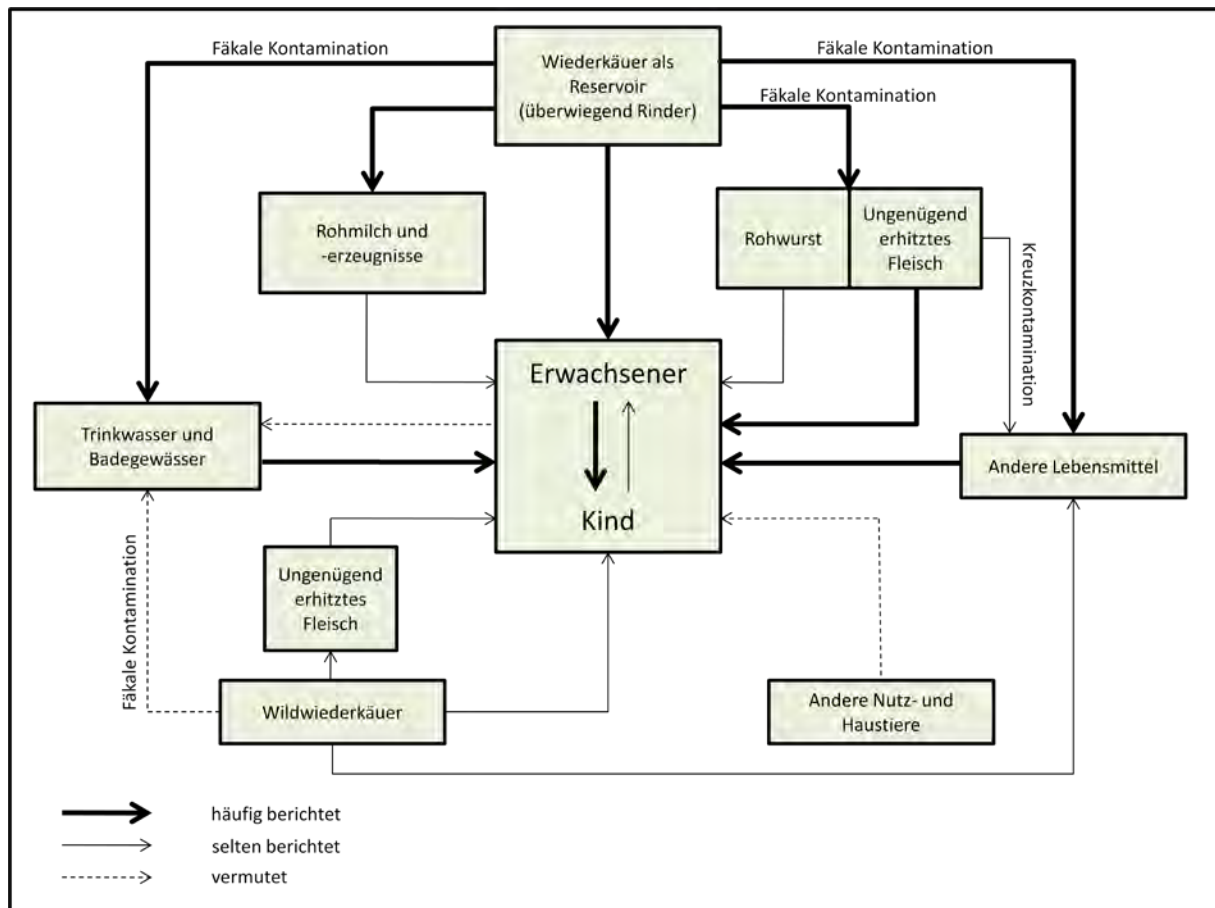 Fäkale Kontamination
Fäkale Kontamination
Wiederkäuer als
Reservoir
(überwiegend Rinder)
Fäkale Kontamination
Rohmilch und
-erzeugnisse
Rohwurst
Ungenügend
erhitztes
Fleisch
Kreuzkontamination
Erwachsener
Kind
Trinkwasser und
Badegewässer
Andere Lebensmittel
Fäkale Kontamination
Ungenügend
erhitztes
Fleisch
Wildwiederkäuer
Andere Nutz- und
Haustiere
häufig berichtet
selten berichtet
vermutet